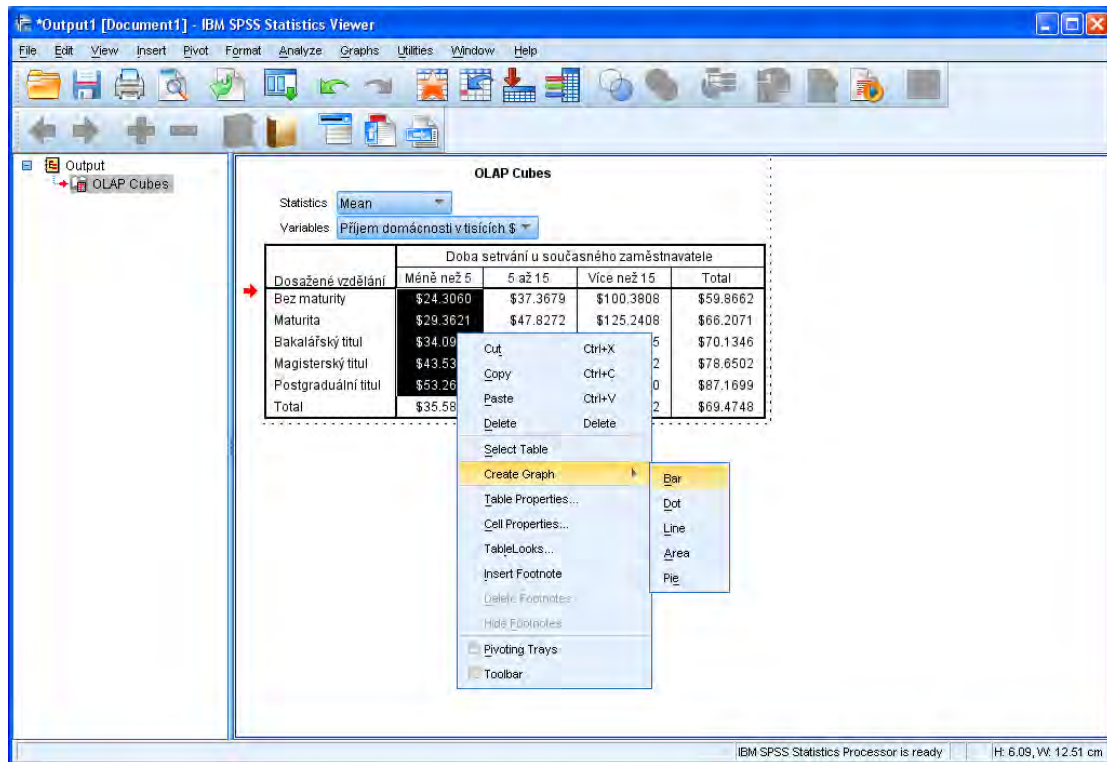 *Output1 [Document1] - IBM SPSS Statistics Viewer
File Edit View Insert Pivot Format Analyze Graphs Utilities Window Help
Output
OLAP Cubes
OLAP Cubes
Statistics Mean
Variables Příjem domácnosti v tisících $
Doba setrvání u současného zaměstnavatele
Dosažené vzdělání Méně než 5 5 až 15 Více než 15 Total
Bez maturity $24.3060 $37.3679 $100.3808 $59.8662
Maturita $29.3621 $47.8272 $125.2408 $66.2071
Bakalářský titul $34.09 5 $70.1346
Magisterský titul $43.53 2 $78.6502
Postgraduální titul $53.26 0 $87.1699
Total $35.58 2 $69.4748
Cut Ctrl+X
Copy Ctrl+C
Paste Ctrl+V
Delete Delete
Select Table
Create Graph
Table Properties...
Cell Properties...
TableLooks...
Insert Footnote
Delete Footnotes
Hide Footnotes
Pivoting Trays
Toolbar
Bar
Dot
Line
Area
Pie
IBM SPSS Statistics Processor is ready H: 6.09, W: 12.51 cm